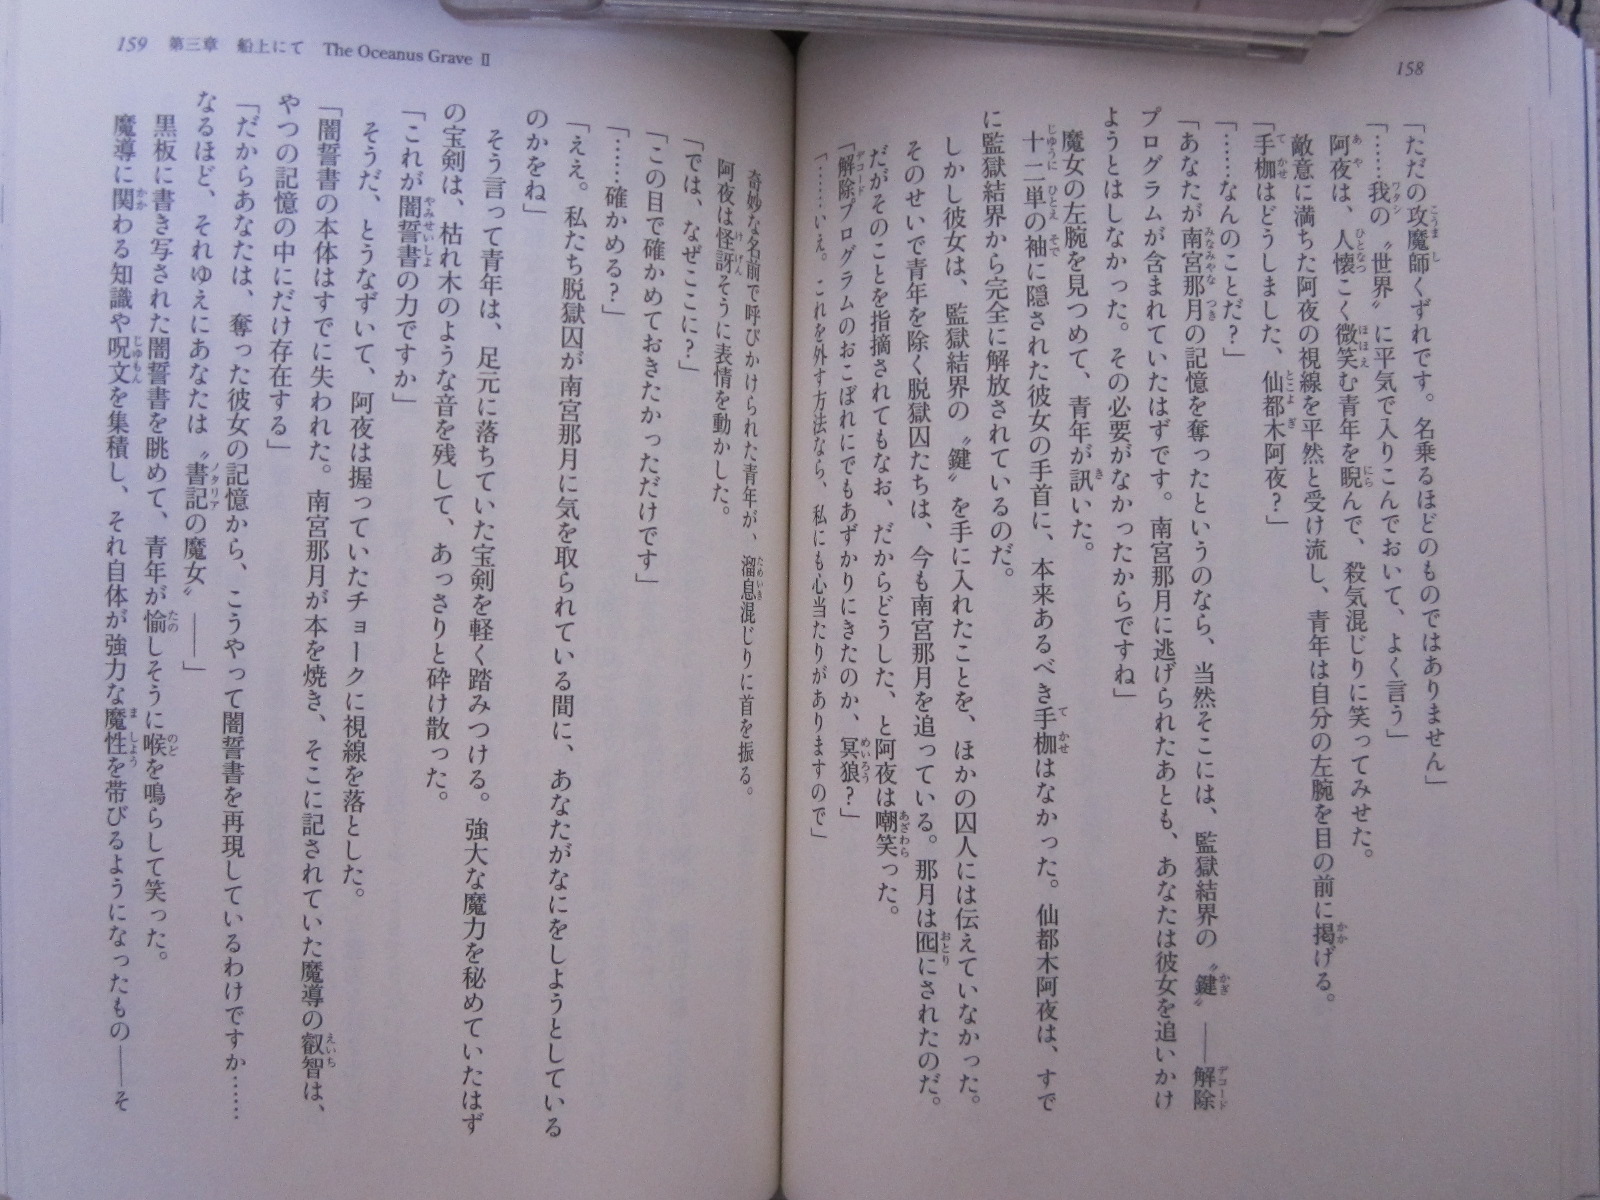 158
「ただの攻魔師くずれです。名乗るほどのものではありません」
「……我の〝世界〟に平気で入りこんでおいて、よく言う」
阿夜は、人懐こく微笑む青年を睨んで、殺気混じりに笑ってみせた。
敵意に満ちた阿夜の視線を平然と受け流し、青年は自分の左腕を目の前に掲げる。
「手枷はどうしました、仙都木阿夜？」
「……なんのことだ？」
「あなたが南宮那月の記憶を奪ったというのなら、当然そこには、監獄結界の〝鍵〟――解除
プログラムが含まれていたはずです。南宮那月に逃げられたあとも、あなたは彼女を追いかけ
ようとはしなかった。その必要がなかったからですね」
魔女の左腕を見つめて、青年が訊いた。
十二単の袖に隠された彼女の手首に、本来あるべき手枷はなかった。仙都木阿夜は、すで
に監獄結界から完全に解放されているのだ。
しかし彼女は、監獄結界の〝鍵〟を手に入れたことを、ほかの囚人には伝えていなかった。
そのせいで青年を除く脱獄囚たちは、今も南宮那月を追っている。那月は囮にされたのだ。
だがそのことを指摘されてもなお、だからどうした、と阿夜は嘲笑った。
「解除プログラムのおこぼれにでもあずかりにきたのか、冥狼？」
「……いえ。これを外す方法なら、私にも心当たりがありますので」
159 第三章 船上にて The Oceanus Grave Ⅱ
奇妙な名前で呼びかけられた青年が、溜息混じりに首を振る。
阿夜は怪訝そうに表情を動かした。
「では、なぜここに？」
「この目で確かめておきたかっただけです」
「……確かめる？」
「ええ。私たち脱獄囚が南宮那月に気を取られている間に、あなたがなにをしようとしている
のかをね」
そう言って青年は、足元に落ちていた宝剣を軽く踏みつける。強大な魔力を秘めていたはず
の宝剣は、枯れ木のような音を残して、あっさりと砕け散った。
「これが闇誓書の力ですか」
そうだ、とうなずいて、阿夜は握っていたチョークに視線を落とした。
「闇誓書の本体はすでに失われた。南宮那月が本を焼き、そこに記されていた魔導の叡智は、
やつの記憶の中にだけ存在する」
「だからあなたは、奪った彼女の記憶から、こうやって闇誓書を再現しているわけですか……
なるほど、それゆえにあなたは〝書記の魔女〟――」
黒板に書き写された闇誓書を眺めて、青年が愉しそうに喉を鳴らして笑った。
魔導に関わる知識や呪文を集積し、それ自体が強力な魔性を帯びるようになったもの――そ